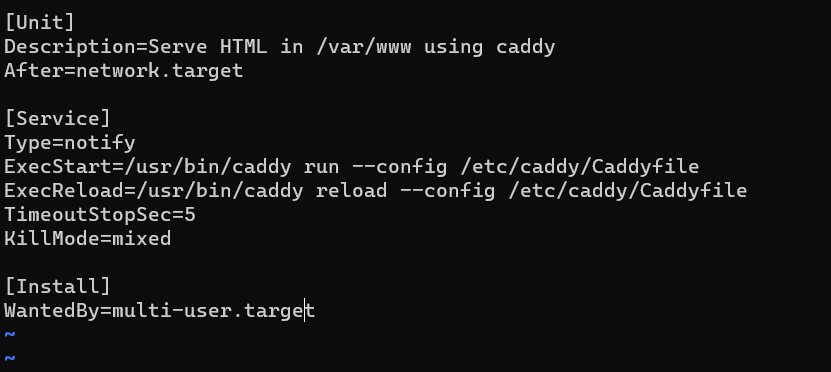 [Unit]
Description=Serve HTML in /var/www using caddy
After=network.target

[Service]
Type=notify
ExecStart=/usr/bin/caddy run --config /etc/caddy/Caddyfile
ExecReload=/usr/bin/caddy reload --config /etc/caddy/Caddyfile
TimeoutStopSec=5
KillMode=mixed

[Install]
WantedBy=multi-user.target
~
~